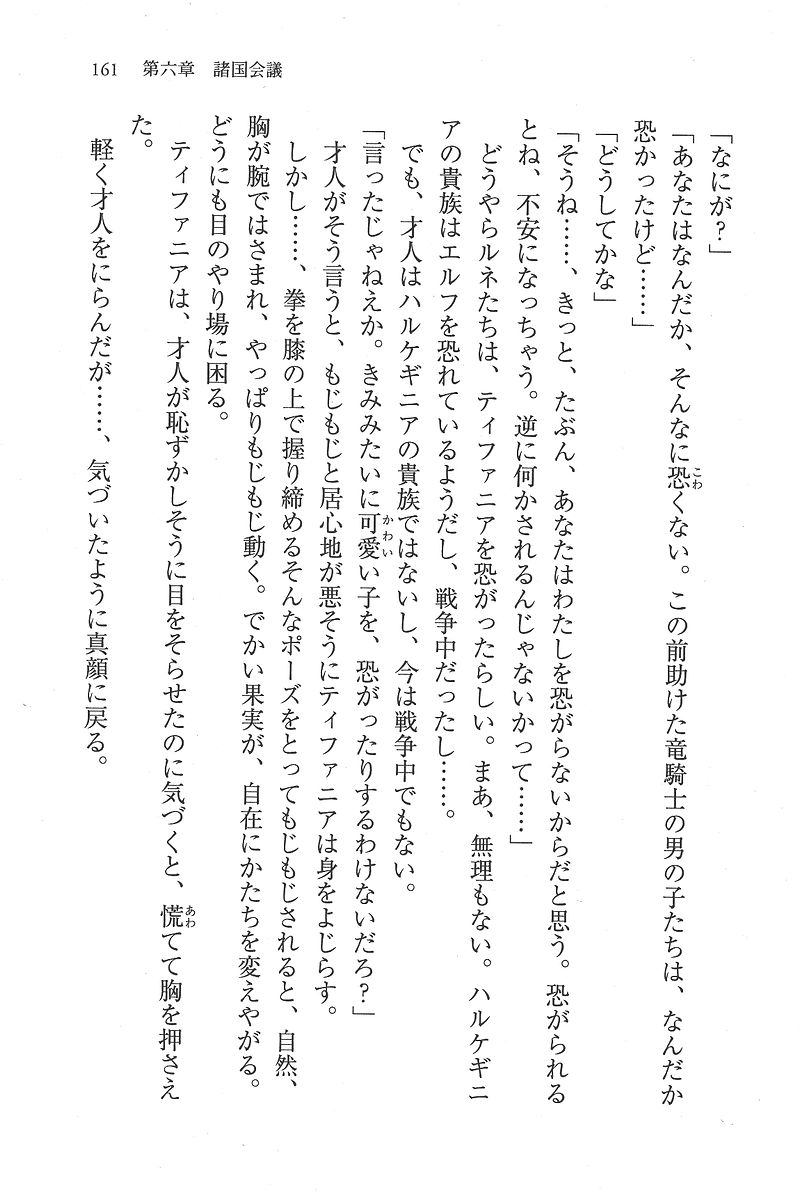 161　第六章　諸国会議
「なにが？」
「あなたはなんだか、そんなに恐くない。この前助けた竜騎士の男の子たちは、なんだか
恐かったけど……」
「どうしてかな」
「そうね……、きっと、たぶん、あなたはわたしを恐がらないからだと思う。恐がられる
とね、不安になっちゃう。逆に何かされるんじゃないかって……」
どうやらルネたちは、ティファニアを恐がったらしい。まあ、無理もない。ハルケギニ
アの貴族はエルフを恐れているようだし、戦争中だったし……。
でも、才人はハルケギニアの貴族ではないし、今は戦争中でもない。
「言ったじゃねえか。きみみたいに可愛い子を、恐がったりするわけないだろ？」
才人がそう言うと、もじもじと居心地が悪そうにティファニアは身をよじらす。
しかし……、拳を膝の上で握り締めるそんなポーズをとってもじもじされると、自然、
胸が腕ではさまれ、やっぱりもじもじ動く。でかい果実が、自在にかたちを変えやがる。
どうにも目のやり場に困る。
ティファニアは、才人が恥ずかしそうに目をそらせたのに気づくと、慌てて胸を押さえ
た。
軽く才人をにらんだが……、気づいたように真顔に戻る。
こわ
かわい
あわ